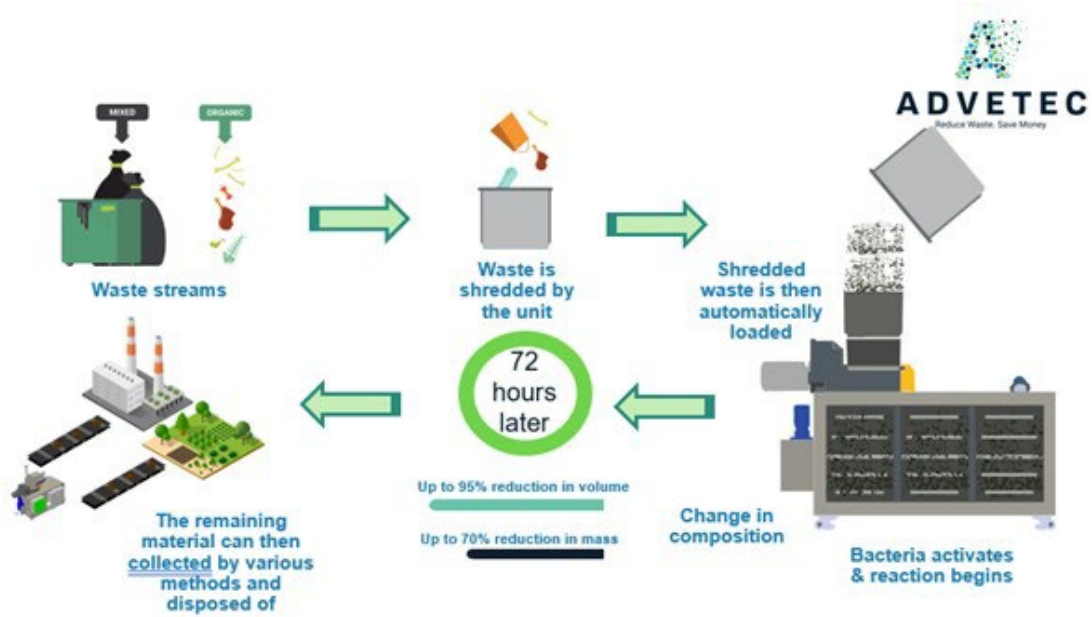 MIXED
ORGANIC
ADVETEC
Reduce Waste. Save Money
Waste streams
Waste is
shredded by
the unit
Shredded
waste is then
automatically
loaded
Bacteria activates
& reaction begins
Change in
composition
72
hours
later
Up to 95% reduction in volume
Up to 70% reduction in mass
The remaining
material can then
collected by various
methods and
disposed of